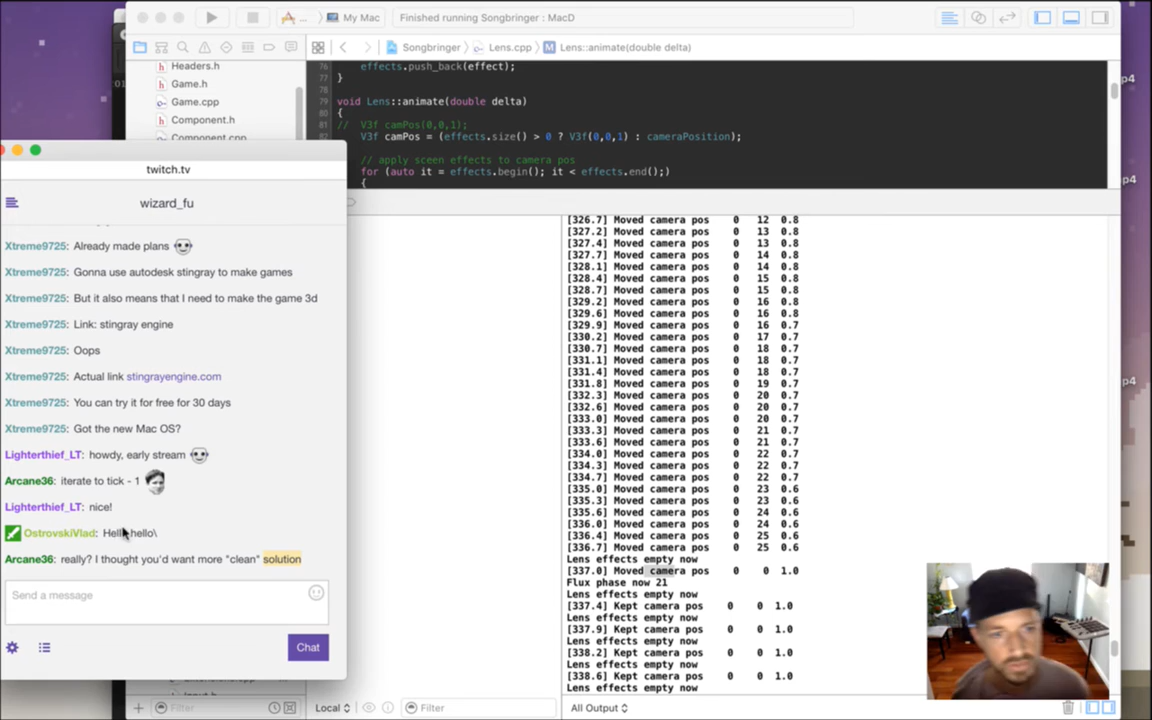 My Mac
Finished running Songbringer : MacD
Songbringer
Lens.cpp
Lens::animate(double delta)
Headers.h
Game.h
Game.cpp
Component.h
Component.cpp
76 effects.push_back(effect);
77 }
78
79 void Lens::animate(double delta)
80 {
81 // V3f camPos(0,0,1);
V3f camPos = (effects.size() > 0 ? V3f(0,0,1) : cameraPosition);
// apply sceen effects to camera pos
for (auto it = effects.begin(); it < effects.end();)
{
twitch.tv
wizard_fu
Xtreme9725: Already made plans
Xtreme9725: Gonna use autodesk stingray to make games
Xtreme9725: But it also means that I need to make the game 3d
Xtreme9725: Link: stingray engine
Xtreme9725: Oops
Xtreme9725: Actual link stingrayengine.com
Xtreme9725: You can try it for free for 30 days
Xtreme9725: Got the new Mac OS?
Lighterthief_LT: howdy, early stream
Arcane36: iterate to tick - 1
Lighterthief_LT: nice!
OstrovskiVlad: Hello hello\
Arcane36: really? I thought you'd want more "clean" solution
Send a message
Chat
[326.7] Moved camera pos 0 12 0.8
[327.2] Moved camera pos 0 13 0.8
[327.4] Moved camera pos 0 13 0.8
[327.7] Moved camera pos 0 14 0.8
[328.1] Moved camera pos 0 14 0.8
[328.4] Moved camera pos 0 15 0.8
[328.7] Moved camera pos 0 15 0.8
[329.2] Moved camera pos 0 16 0.8
[329.6] Moved camera pos 0 16 0.8
[329.9] Moved camera pos 0 16 0.7
[330.2] Moved camera pos 0 17 0.7
[330.7] Moved camera pos 0 18 0.7
[331.1] Moved camera pos 0 18 0.7
[331.4] Moved camera pos 0 18 0.7
[331.8] Moved camera pos 0 19 0.7
[332.3] Moved camera pos 0 20 0.7
[332.6] Moved camera pos 0 20 0.7
[333.0] Moved camera pos 0 20 0.7
[333.3] Moved camera pos 0 21 0.7
[333.6] Moved camera pos 0 21 0.7
[334.0] Moved camera pos 0 22 0.7
[334.3] Moved camera pos 0 22 0.7
[334.7] Moved camera pos 0 22 0.7
[335.0] Moved camera pos 0 23 0.6
[335.3] Moved camera pos 0 23 0.6
[335.6] Moved camera pos 0 24 0.6
[336.0] Moved camera pos 0 24 0.6
[336.4] Moved camera pos 0 25 0.6
[336.7] Moved camera pos 0 25 0.6
Lens effects empty now
[337.0] Moved camera pos 0 0 1.0
Flux phase now 21
Lens effects empty now
[337.4] Kept camera pos 0 0 1.0
Lens effects empty now
[337.9] Kept camera pos 0 0 1.0
Lens effects empty now
[338.2] Kept camera pos 0 0 1.0
Lens effects empty now
[338.6] Kept camera pos 0 0 1.0
Lens effects empty now
Input.h
Filter
Local
Filter
All Output
p4
p4
p4